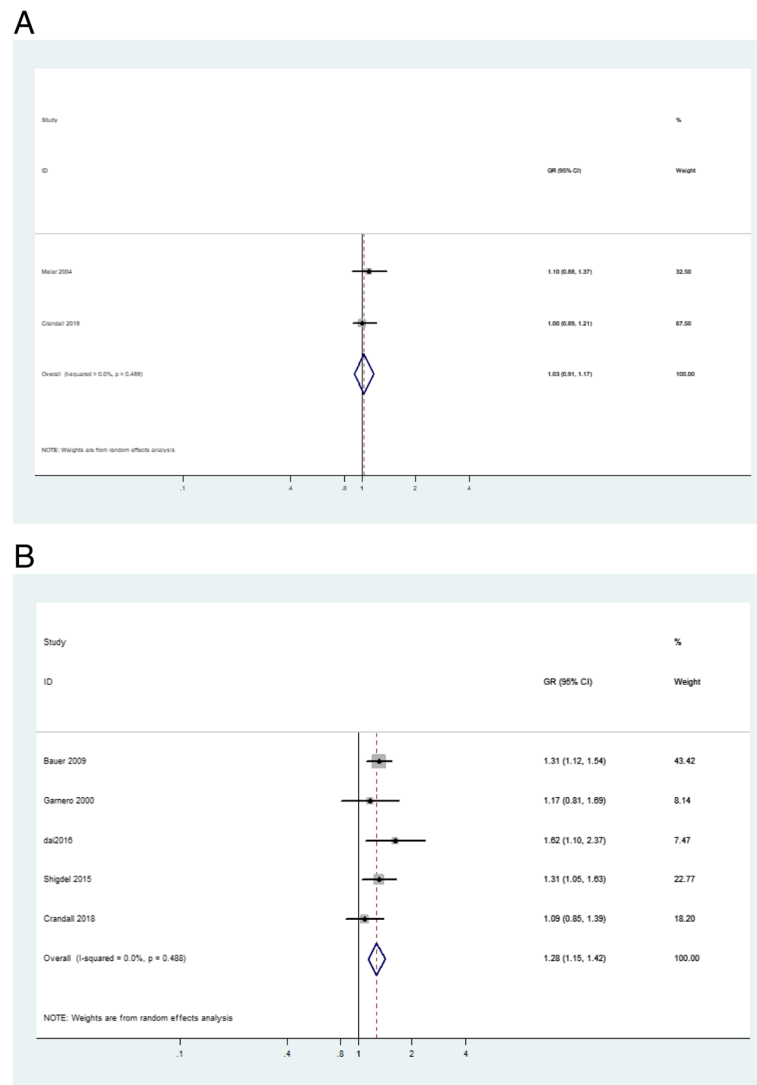 A
Study %
ID GR (95% CI) Weight
Meier 2004 1.10 (0.88, 1.37) 32.50
Crandall 2018 1.00 (0.89, 1.21) 67.50
Overall (I-squared = 0.0%, p = 0.488) 1.03 (0.91, 1.17) 100.00
NOTE: Weights are from random effects analysis
.1 .4 .8 1 2 4
B
Study %
ID GR (95% CI) Weight
Bauer 2009 1.31 (1.12, 1.54) 43.42
Garnero 2000 1.17 (0.81, 1.69) 8.14
dai2016 1.62 (1.10, 2.37) 7.47
Shigdel 2015 1.31 (1.05, 1.63) 22.77
Crandall 2018 1.09 (0.85, 1.39) 18.20
Overall (I-squared = 0.0%, p = 0.488) 1.28 (1.15, 1.42) 100.00
NOTE: Weights are from random effects analysis
.1 .4 .8 1 2 4